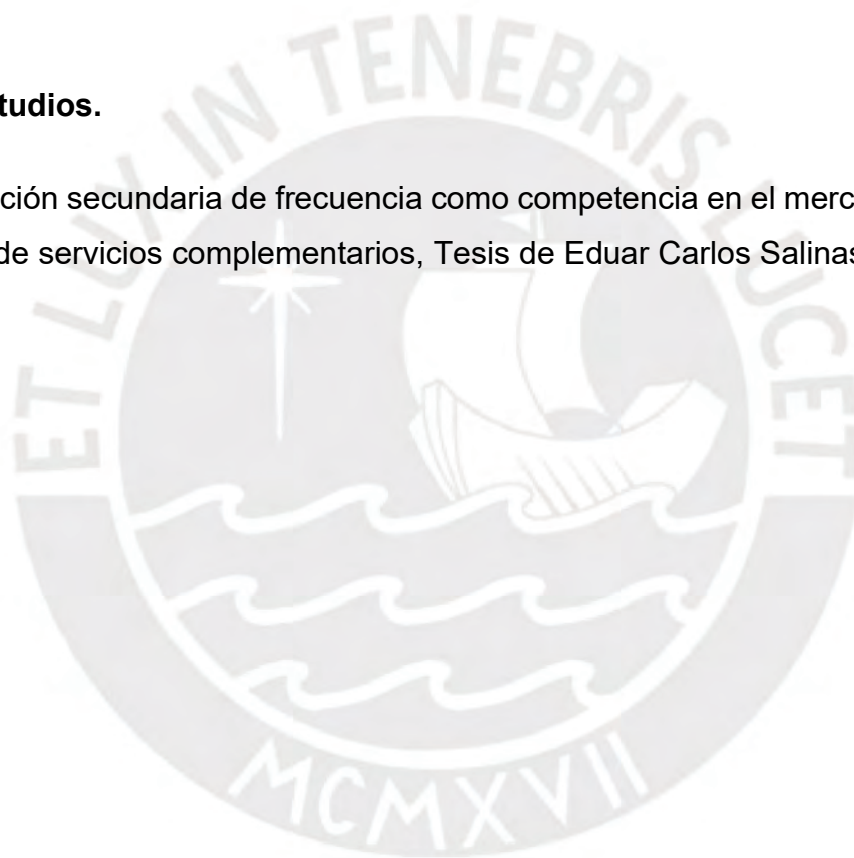 tudios.
ción secundaria de frecuencia como competencia en el merc
de servicios complementarios, Tesis de Eduar Carlos Salinas
ET LUX IN TENEBRIS LUCET
MCMXVII